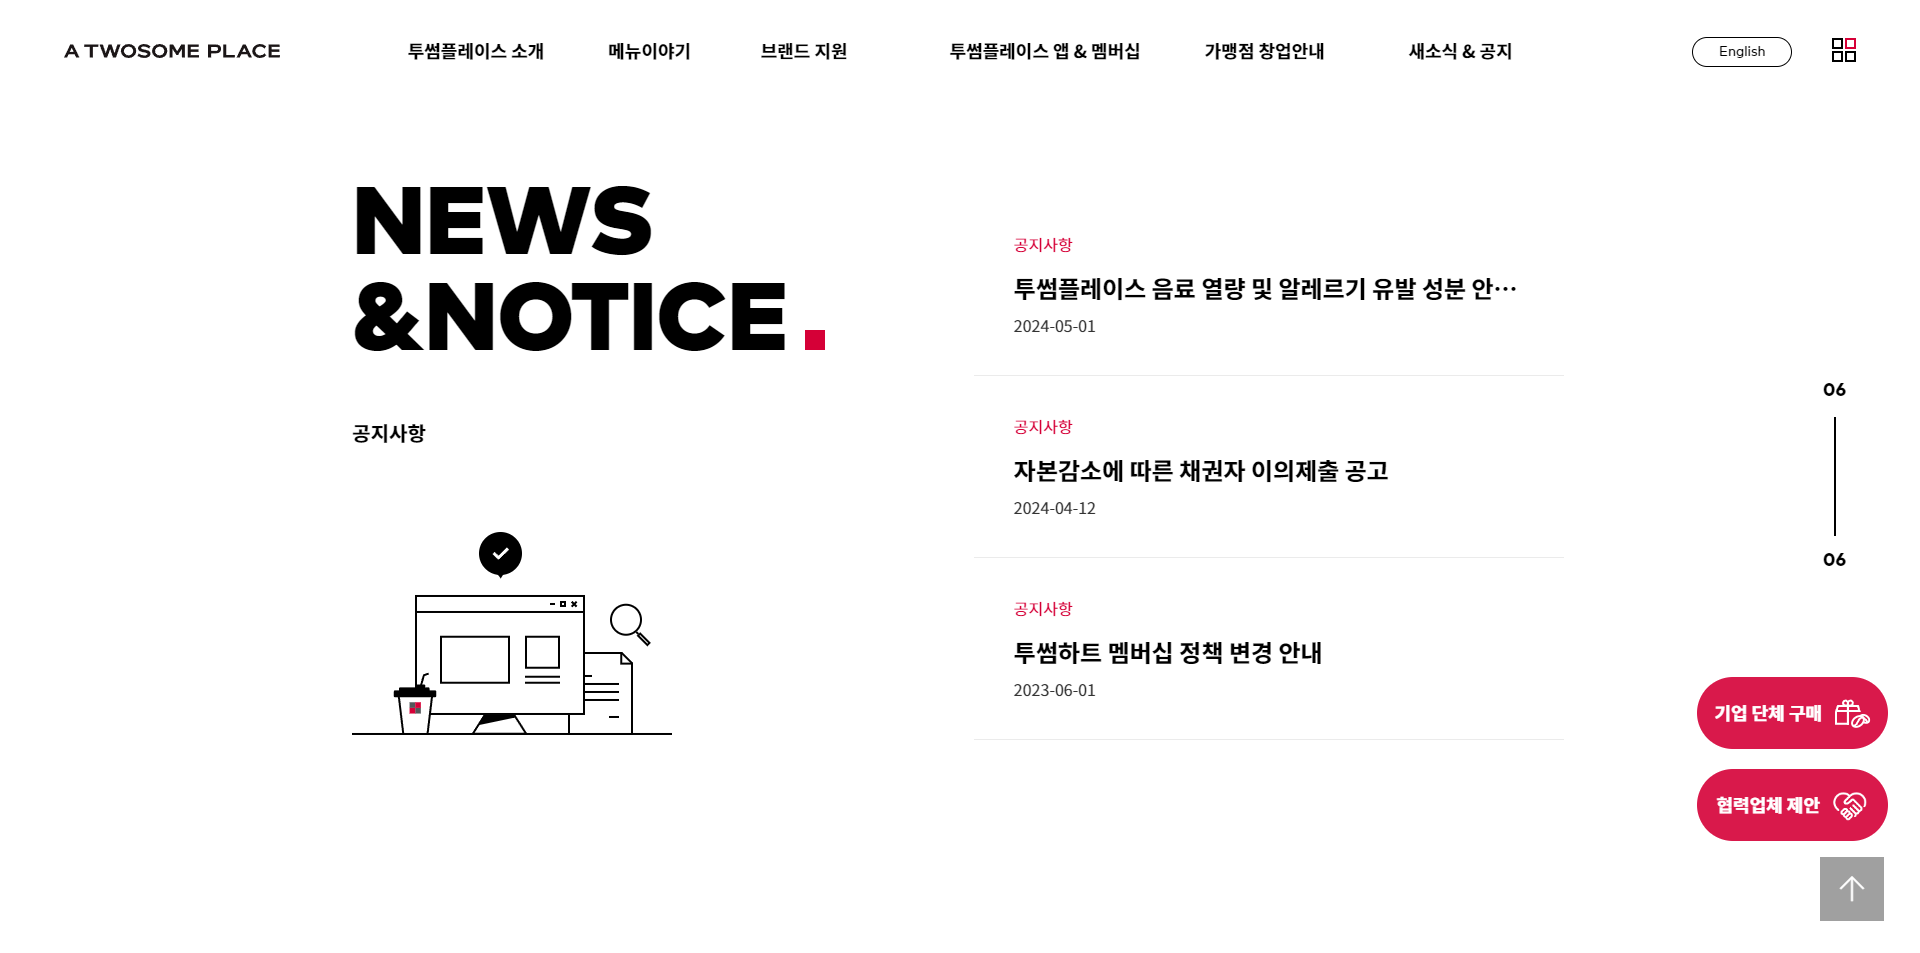 A TWOSOME PLACE
투썸플레이스 소개
메뉴이야기
브랜드 지원
투썸플레이스 앱 & 멤버십
가맹점 창업안내
새소식 & 공지
English
NEWS
&NOTICE.
공지사항
공지사항
투썸플레이스 음료 열량 및 알레르기 유발 성분 안…
2024-05-01
공지사항
자본감소에 따른 채권자 이의제출 공고
2024-04-12
공지사항
투썸하트 멤버십 정책 변경 안내
2023-06-01
06
06
기업 단체 구매
협력업체 제안